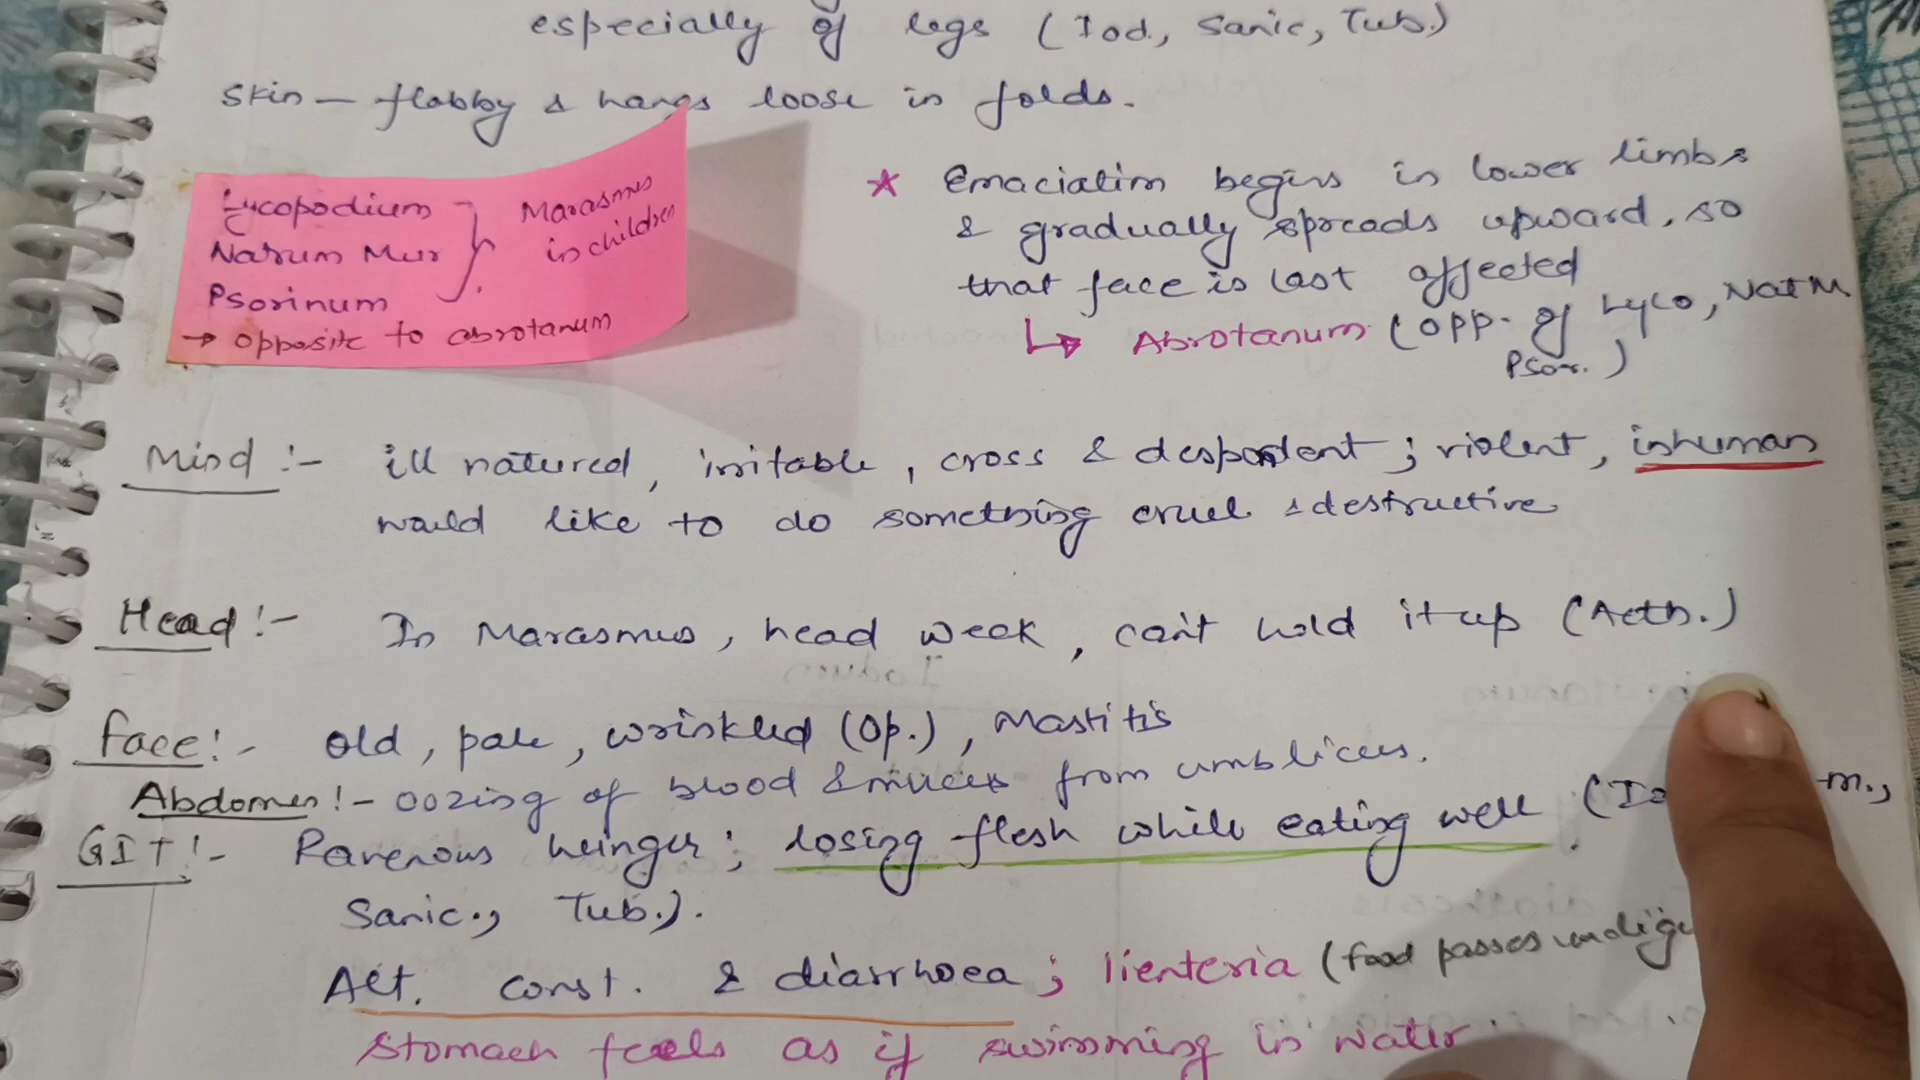 especially of legs (Iod., Sanic, Tub.)
Skin — flabby & hangs loose in folds.
Lycopodium
Natrum Mur
Psorinum
Marasmus
in children
→ opposite to abrotanum
* Emaciation begins in lower limbs
& gradually spreads upward, so
that face is last affected
↳ Abrotanum (opp. of Lyco, Nat M.
Psor.)
Mind :- ill natured, irritable, cross & despondent ; violent, inhuman
would like to do something cruel & destructive
Head :- In Marasmus, head weak, can't hold it up (Aeth.)
Face :- Old, pale, wrinkled (Op.), Mastitis
Abdomen :- oozing of blood & mucus from umblicus.
GIT :- Ravenous hunger ; losing flesh while eating well (
m.,
Sanic., Tub.).
Alt. const. & diarrhoea ; lienteria (food passes
Stomach feels as if swimming in water